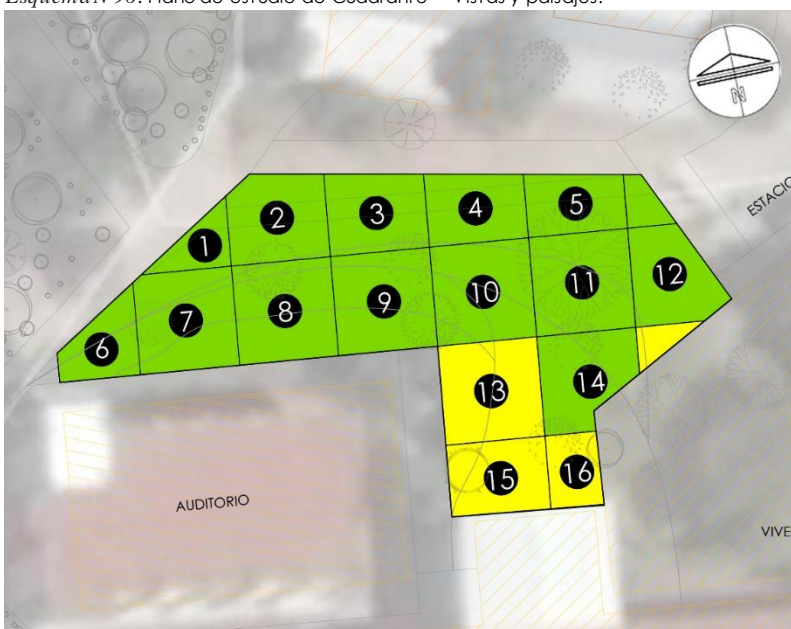 Esquema N°90. Plano de estudio de Cuadrante – Vistas y paisajes.
N
ESTACIO
1 2 3 4 5
6 7 8 9 10 11 12
13 14
15 16
AUDITORIO
VIVE